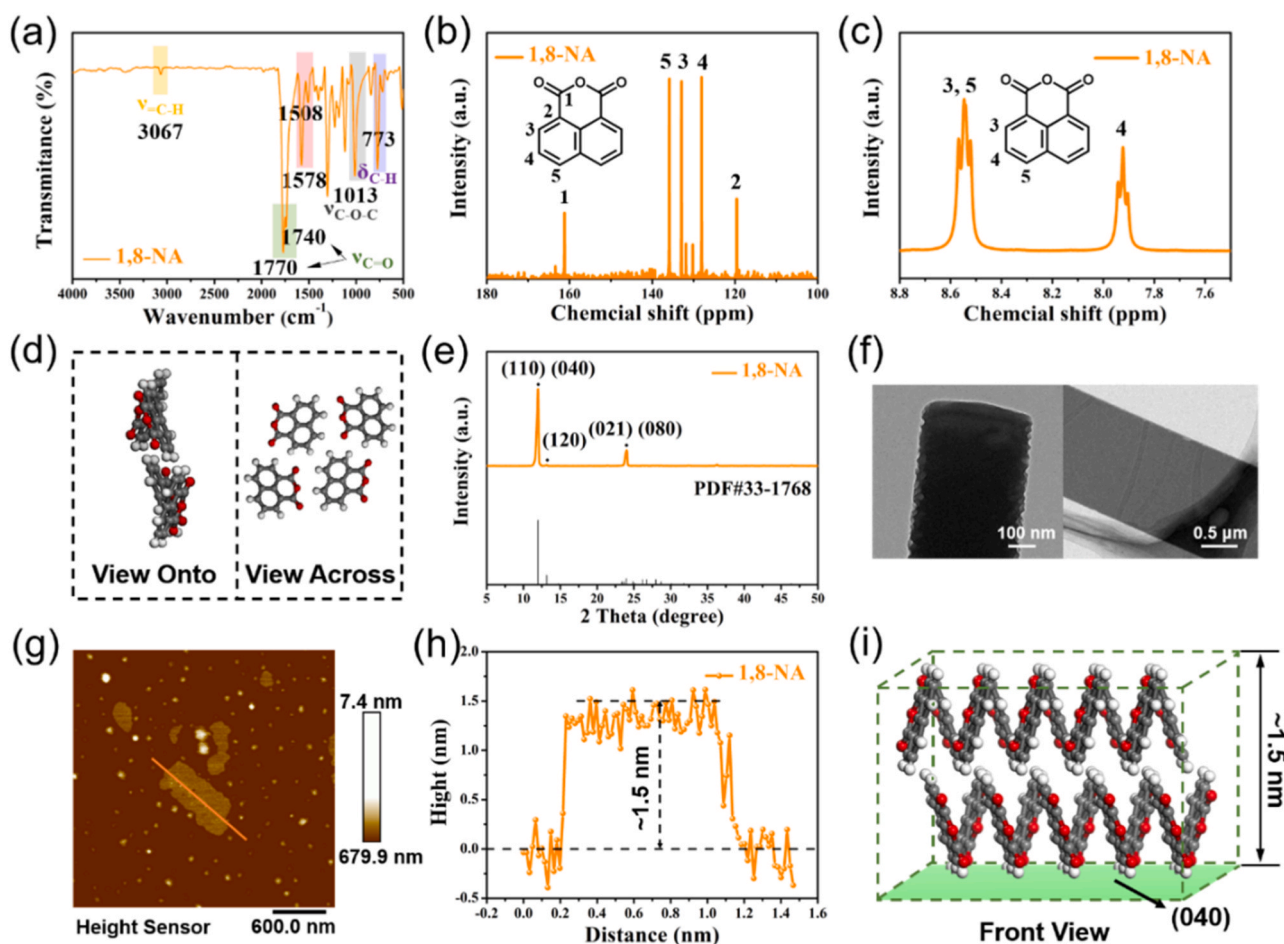 (a)
Transmitance (%)
ν=C-H
3067
1508
1578
773
δC-H
1013
νC-O-C
1740
νC=O
1770
1,8-NA
4000 3500 3000 2500 2000 1500 1000 500
Wavenumber (cm-1)
(b)
Intensity (a.u.)
1,8-NA
O O O
1
2
3
4
5
5 3 4
1
2
180 160 140 120 100
Chemcial shift (ppm)
(c)
Intensity (a.u.)
1,8-NA
3, 5
O O O
3
4
5
4
8.8 8.6 8.4 8.2 8.0 7.8 7.6
Chemcial shift (ppm)
(d)
View Onto
View Across
(e)
Intensity (a.u.)
(110) (040)
1,8-NA
(120)
(021) (080)
PDF#33-1768
5 10 15 20 25 30 35 40 45 50
2 Theta (degree)
(f)
100 nm
0.5 μm
(g)
7.4 nm
679.9 nm
Height Sensor
600.0 nm
(h)
Hight (nm)
2.0
1.5
1.0
0.5
0.0
-0.5
1,8-NA
~1.5 nm
-0.2 0.0 0.2 0.4 0.6 0.8 1.0 1.2 1.4 1.6
Distance (nm)
(i)
~1.5 nm
(040)
Front View